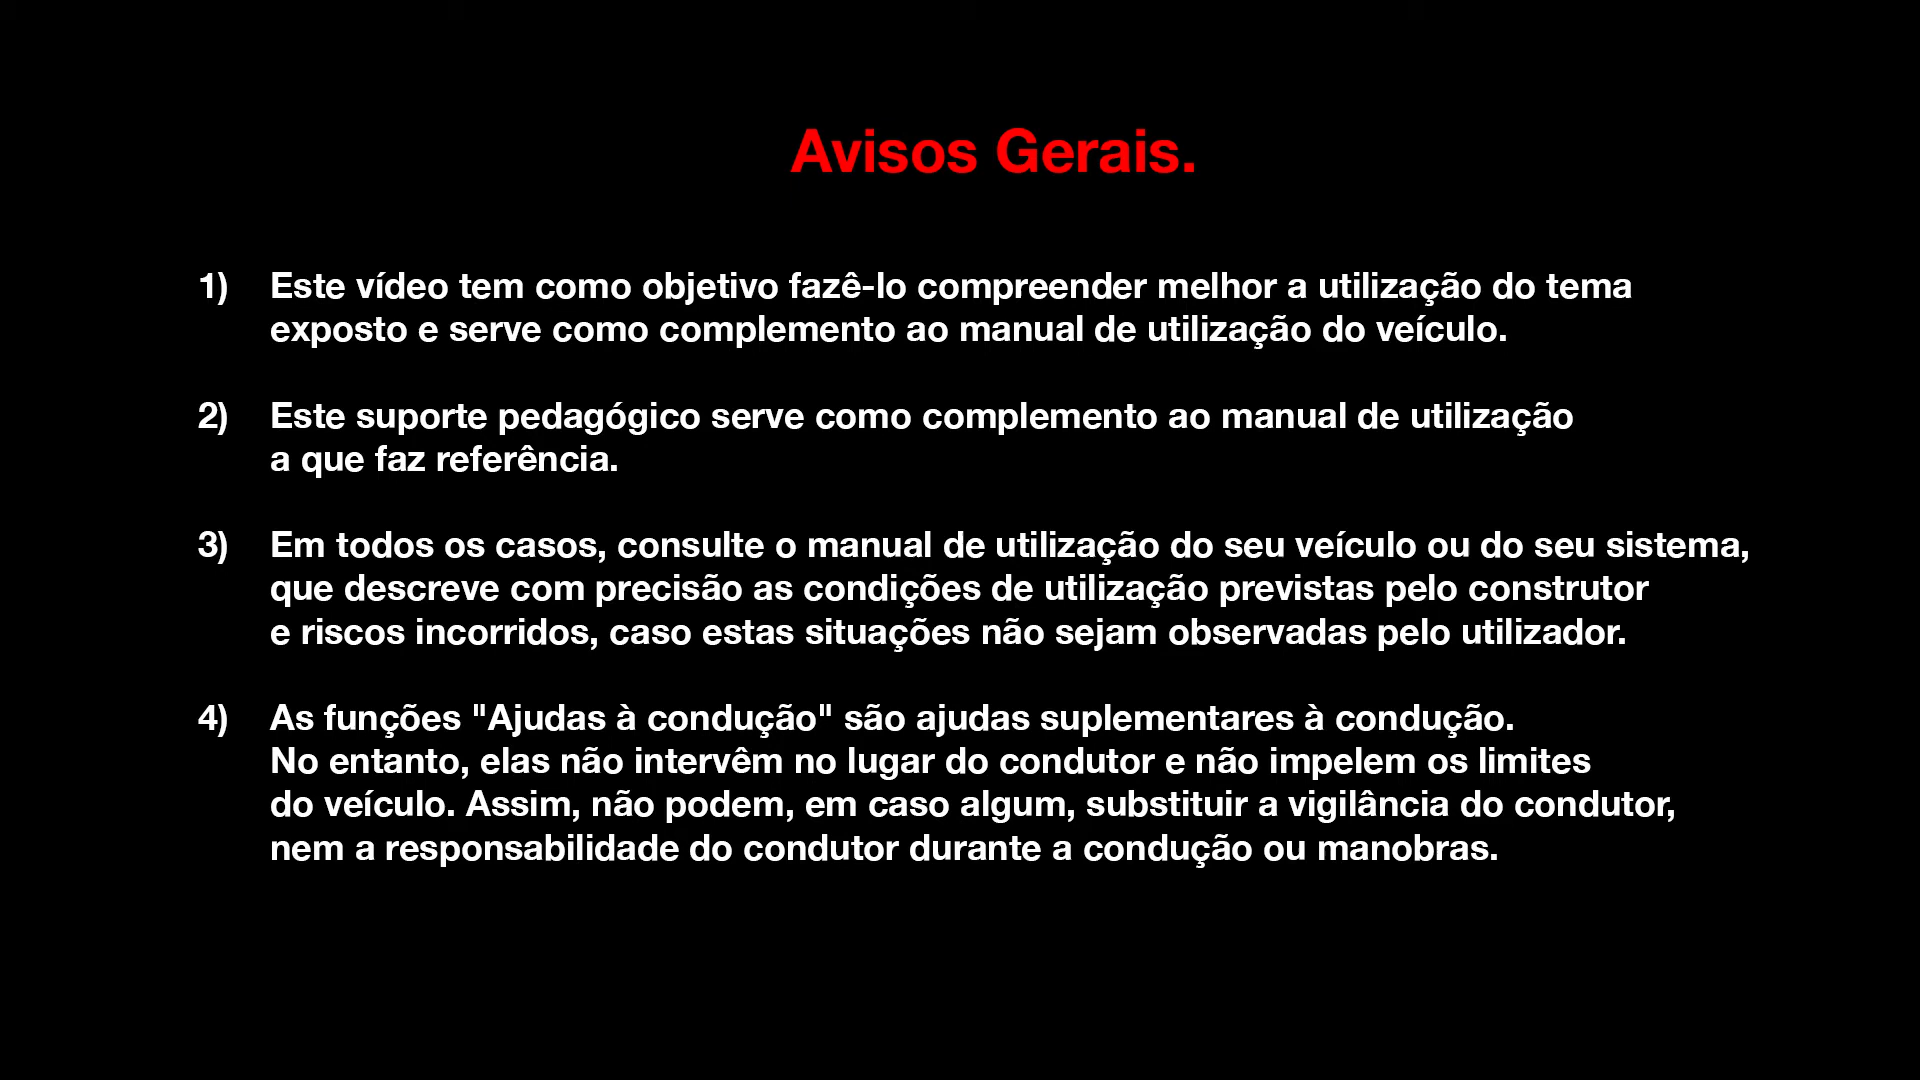 Avisos Gerais.
1) Este vídeo tem como objetivo fazê-lo compreender melhor a utilização do tema
exposto e serve como complemento ao manual de utilização do veículo.
2) Este suporte pedagógico serve como complemento ao manual de utilização
a que faz referência.
3) Em todos os casos, consulte o manual de utilização do seu veículo ou do seu sistema,
que descreve com precisão as condições de utilização previstas pelo construtor
e riscos incorridos, caso estas situações não sejam observadas pelo utilizador.
4) As funções "Ajudas à condução" são ajudas suplementares à condução.
No entanto, elas não intervêm no lugar do condutor e não impelem os limites
do veículo. Assim, não podem, em caso algum, substituir a vigilância do condutor,
nem a responsabilidade do condutor durante a condução ou manobras.